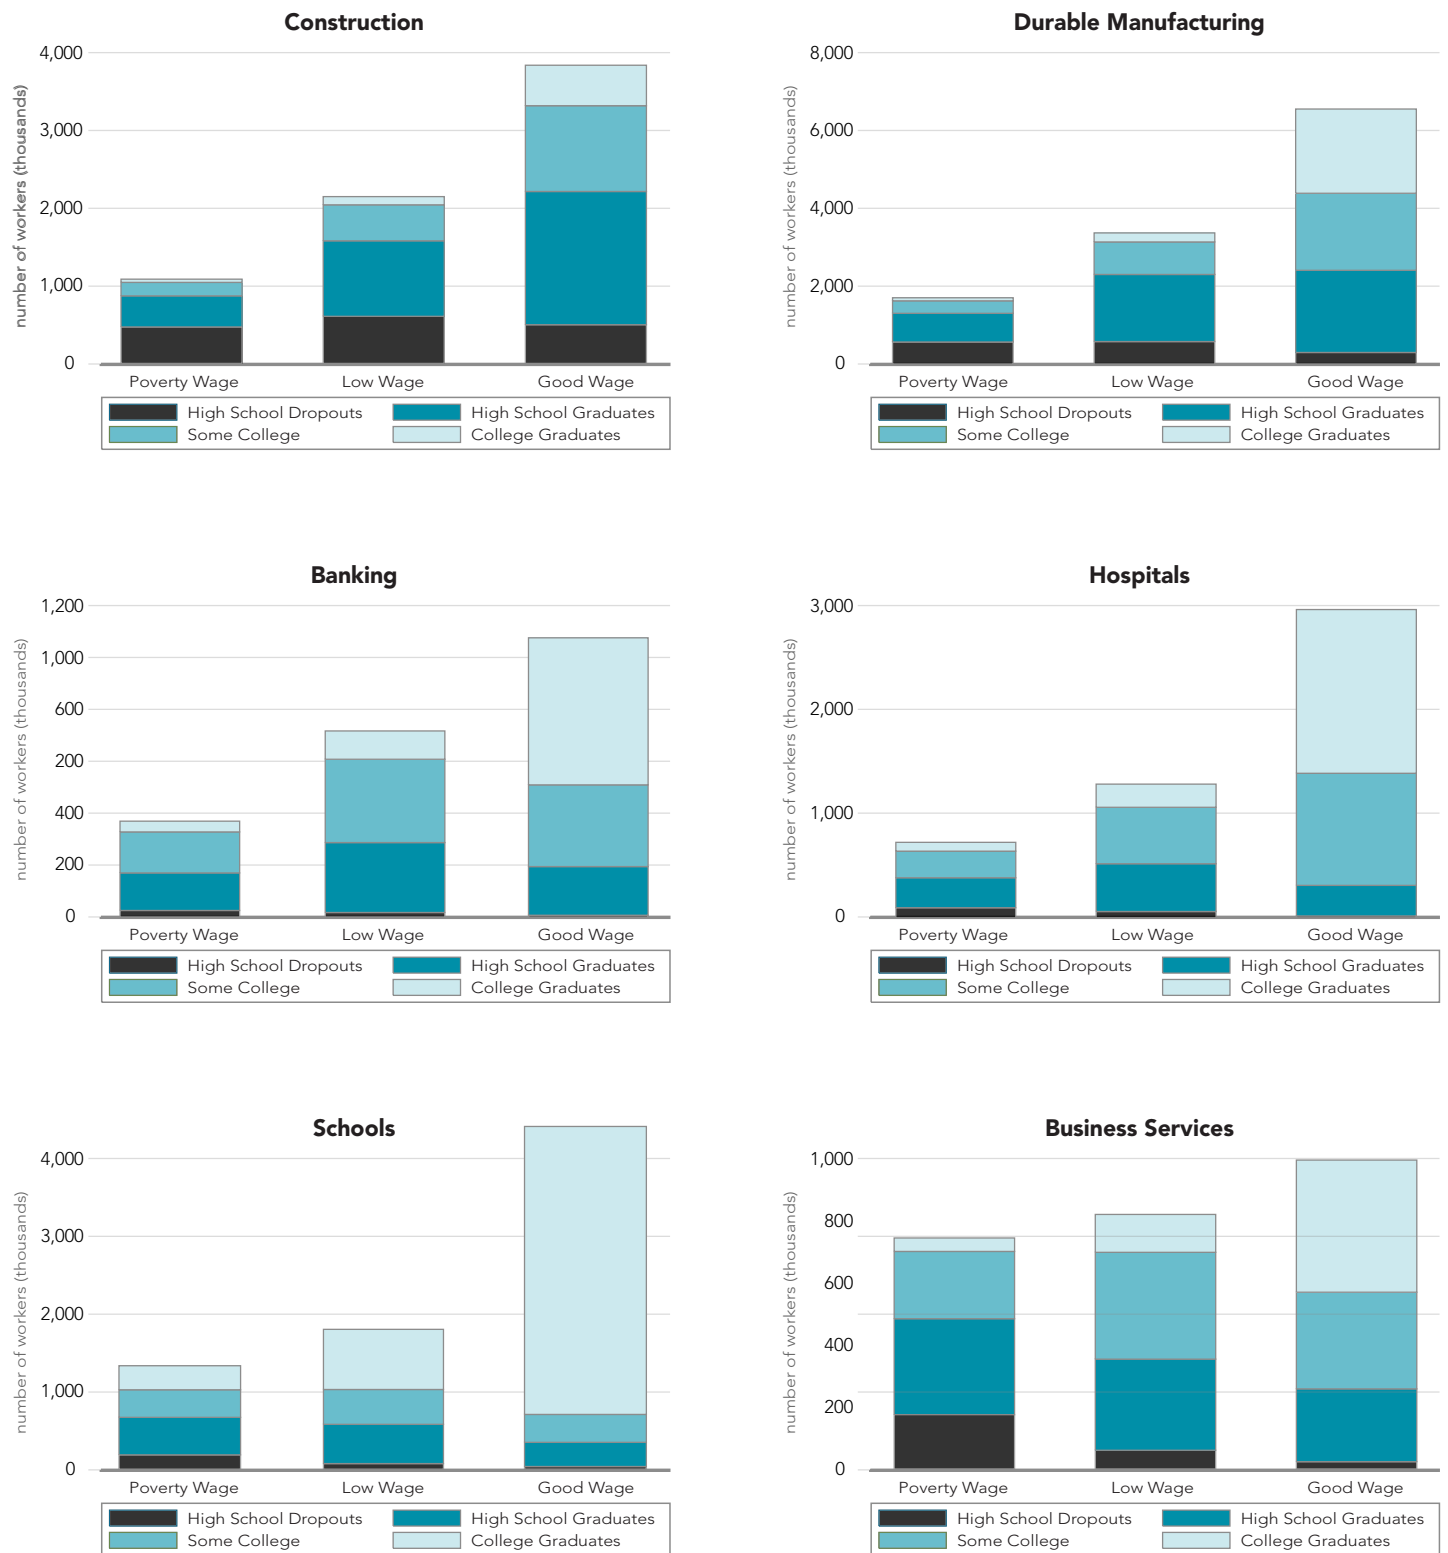 Construction
4,000
3,000
2,000
1,000
0
number of workers (thousands)
Poverty Wage Low Wage Good Wage
High School Dropouts High School Graduates
Some College College Graduates
Durable Manufacturing
8,000
6,000
4,000
2,000
0
number of workers (thousands)
Poverty Wage Low Wage Good Wage
High School Dropouts High School Graduates
Some College College Graduates
Banking
1,200
1,000
600
200
400
200
0
number of workers (thousands)
Poverty Wage Low Wage Good Wage
High School Dropouts High School Graduates
Some College College Graduates
Hospitals
3,000
2,000
1,000
0
number of workers (thousands)
Poverty Wage Low Wage Good Wage
High School Dropouts High School Graduates
Some College College Graduates
Schools
4,000
3,000
2,000
1,000
0
number of workers (thousands)
Poverty Wage Low Wage Good Wage
High School Dropouts High School Graduates
Some College College Graduates
Business Services
1,000
800
600
400
200
0
number of workers (thousands)
Poverty Wage Low Wage Good Wage
High School Dropouts High School Graduates
Some College College Graduates